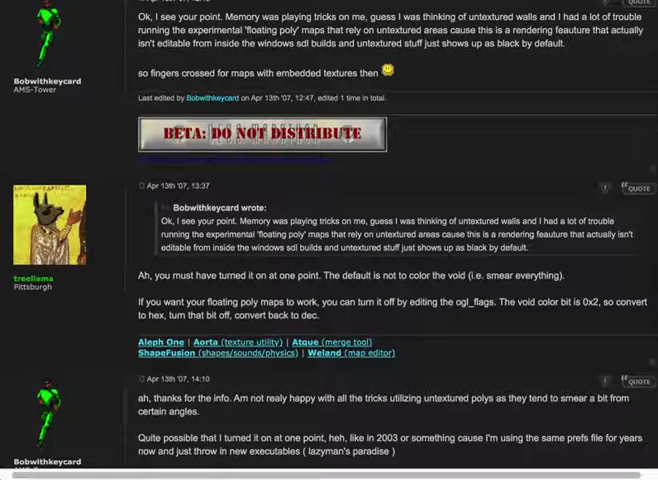 Ok, I see your point. Memory was playing tricks on me, guess I was thinking of untextured walls and I had a lot of trouble
running the experimental 'floating poly' maps that rely on untextured areas cause this is a rendering feauture that actually
isn't editable from inside the windows sdl builds and untextured stuff just shows up as black by default.
so fingers crossed for maps with embedded textures then
Bobwithkeycard
AMS-Tower
Last edited by Bobwithkeycard on Apr 13th '07, 12:47, edited 1 time in total.
BETA: DO NOT DISTRIBUTE
Apr 13th '07, 13:37
! QUOTE
Bobwithkeycard wrote:
Ok, I see your point. Memory was playing tricks on me, guess I was thinking of untextured walls and I had a lot of trouble
running the experimental 'floating poly' maps that rely on untextured areas cause this is a rendering feauture that actually
isn't editable from inside the windows sdl builds and untextured stuff just shows up as black by default.
treellama
Pittsburgh
Ah, you must have turned it on at one point. The default is not to color the void (i.e. smear everything).
If you want your floating poly maps to work, you can turn it off by editing the ogl_flags. The void color bit is 0x2, so convert
to hex, turn that bit off, convert back to dec.
Aleph One | Aorta (texture utility) | Atque (merge tool)
ShapeFusion (shapes/sounds/physics) | Weland (map editor)
Apr 13th '07, 14:10
! QUOTE
ah, thanks for the info. Am not realy happy with all the tricks utilizing untextured polys as they tend to smear a bit from
certain angles.
Quite possible that I turned it on at one point, heh, like in 2003 or something cause I'm using the same prefs file for years
now and just throw in new executables ( lazyman's paradise )
Bobwithkeycard